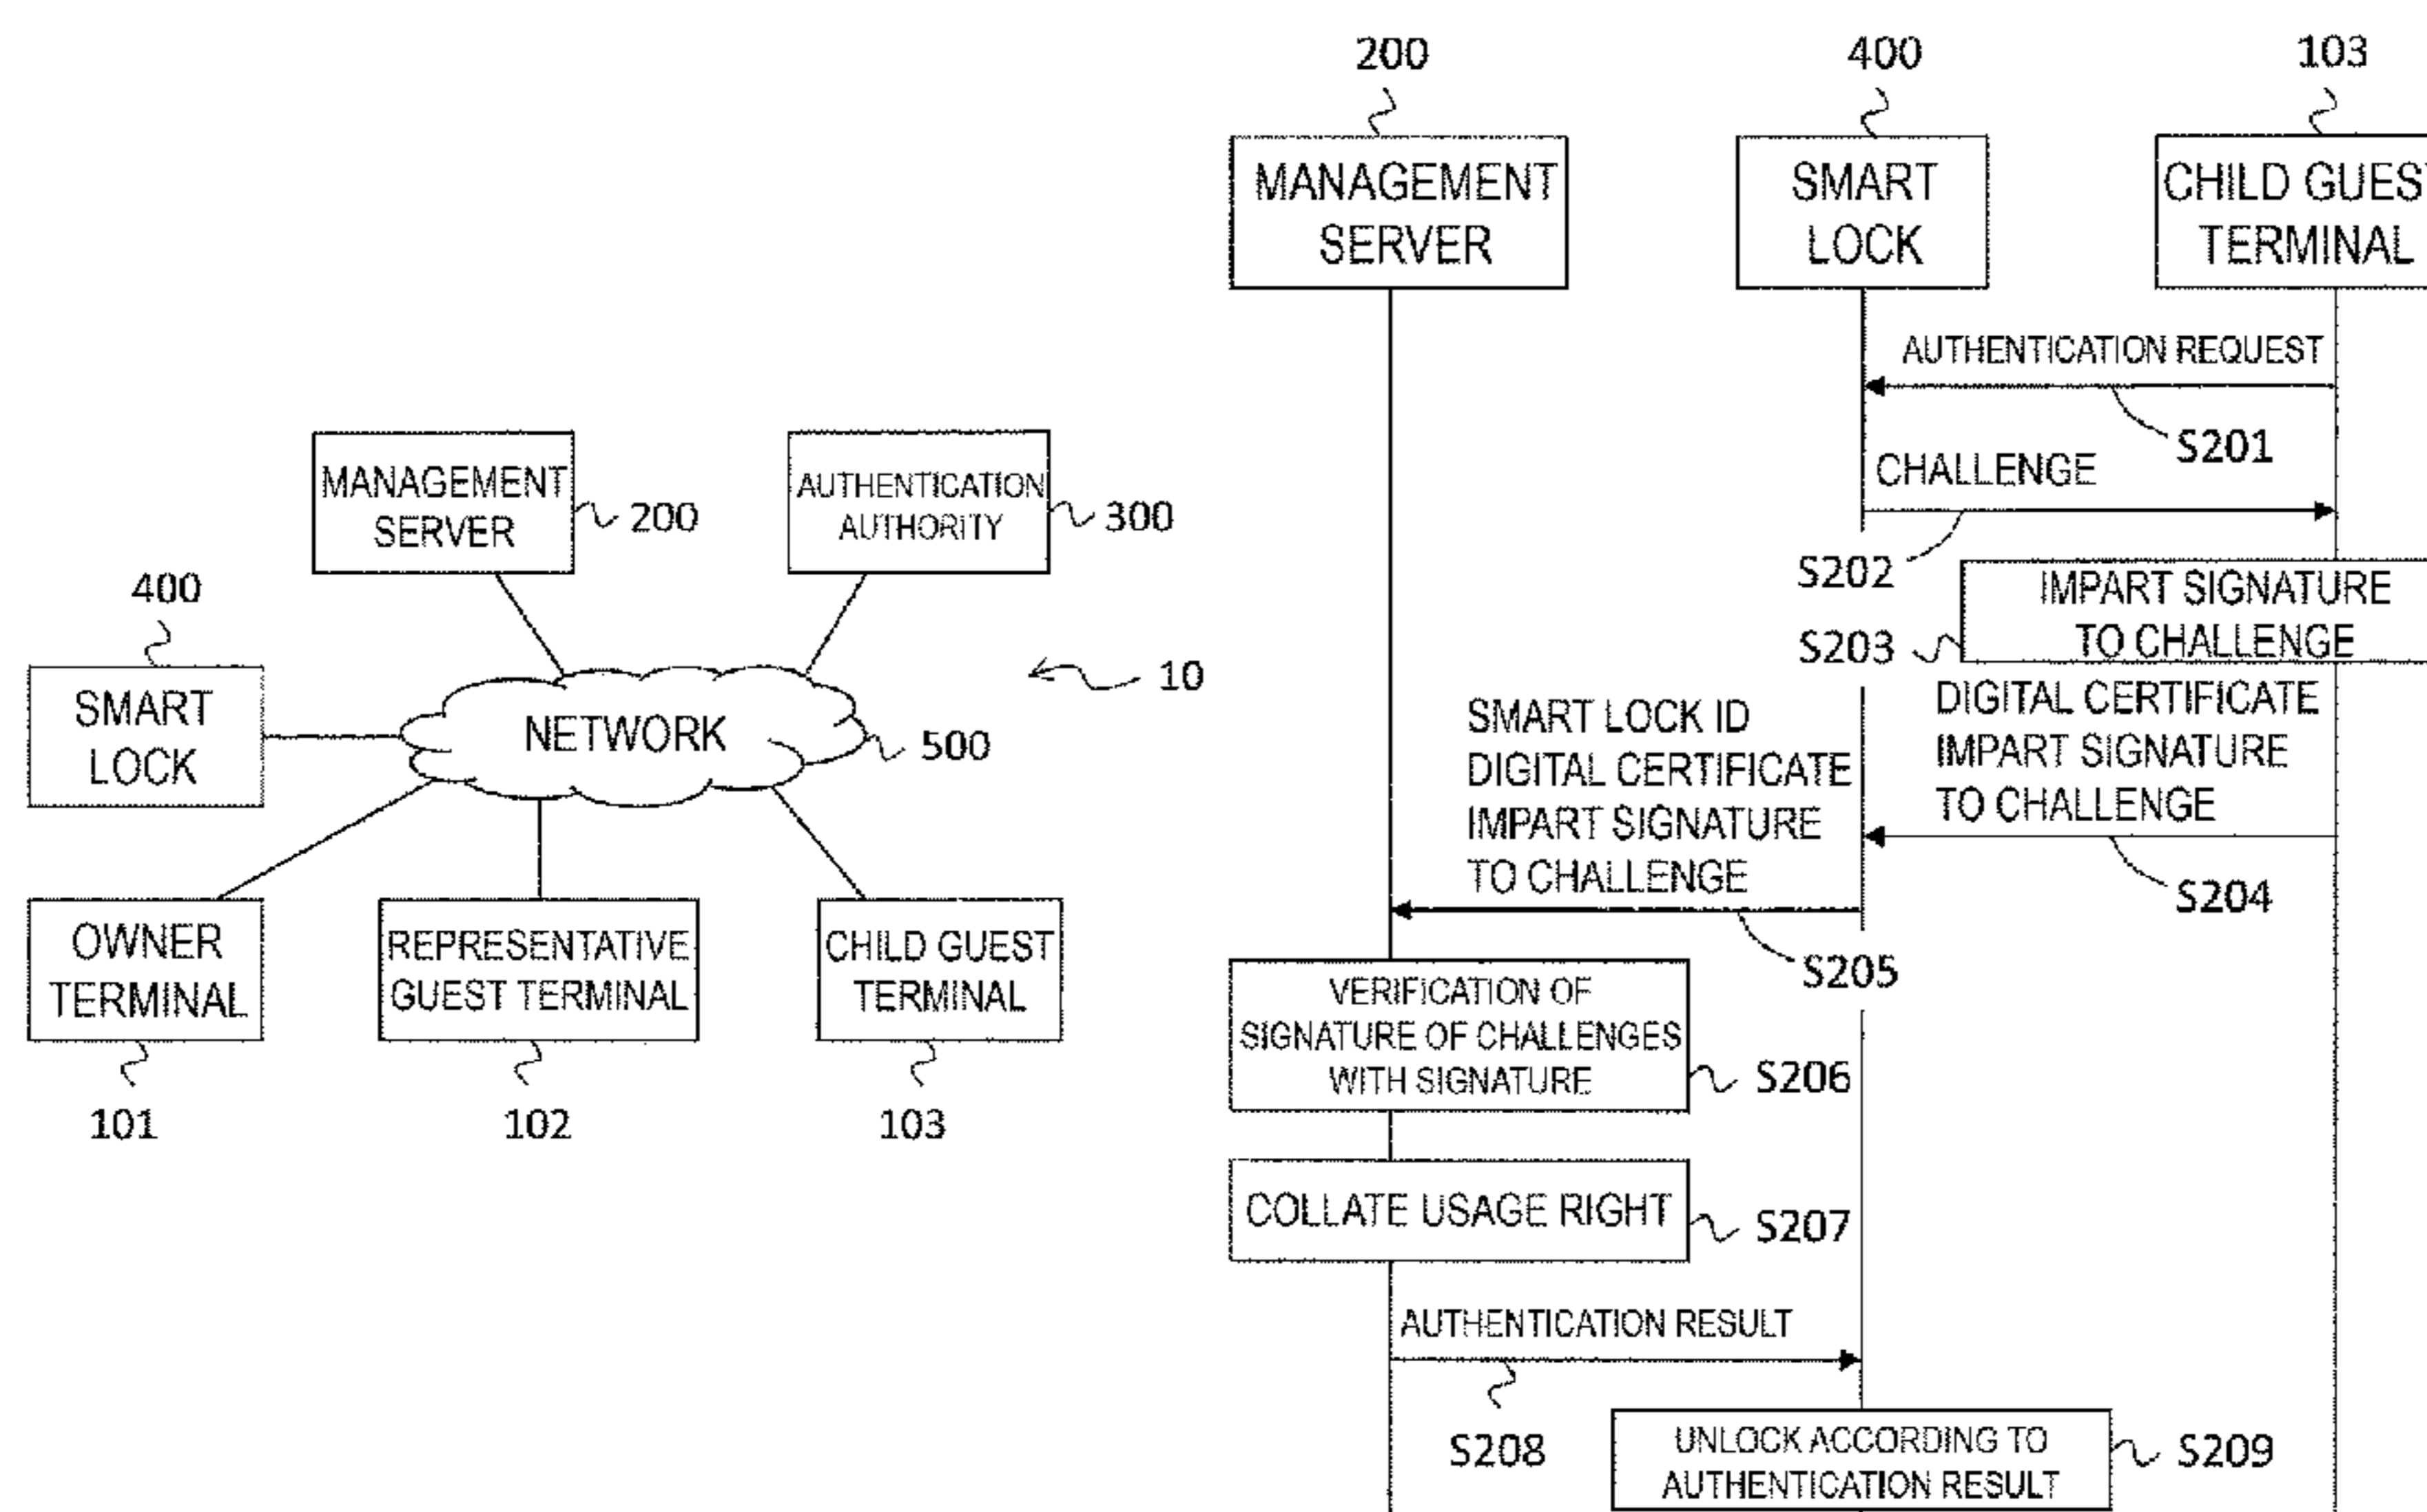 MANAGEMENT
SERVER
200
AUTHENTICATION
AUTHORITY
300
400
SMART
LOCK
NETWORK
500
10
OWNER
TERMINAL
101
REPRESENTATIVE
GUEST TERMINAL
102
CHILD GUEST
TERMINAL
103
200
MANAGEMENT
SERVER
400
SMART
LOCK
103
CHILD GUEST
TERMINAL
AUTHENTICATION REQUEST
S201
CHALLENGE
S202
IMPART SIGNATURE
TO CHALLENGE
S203
DIGITAL CERTIFICATE
IMPART SIGNATURE
TO CHALLENGE
S204
SMART LOCK ID
DIGITAL CERTIFICATE
IMPART SIGNATURE
TO CHALLENGE
S205
VERIFICATION OF
SIGNATURE OF CHALLENGES
WITH SIGNATURE
S206
COLLATE USAGE RIGHT
S207
AUTHENTICATION RESULT
S208
UNLOCK ACCORDING TO
AUTHENTICATION RESULT
S209